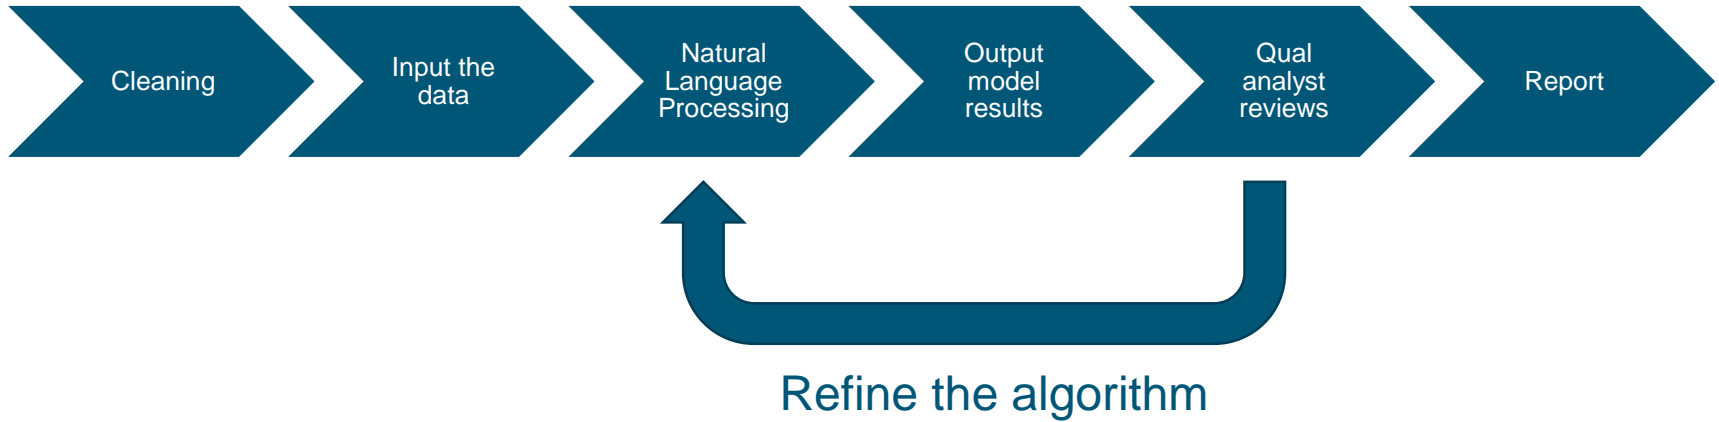 Cleaning
Input the
data
Natural
Language
Processing
Output
model
results
Qual
analyst
reviews
Report
Refine the algorithm